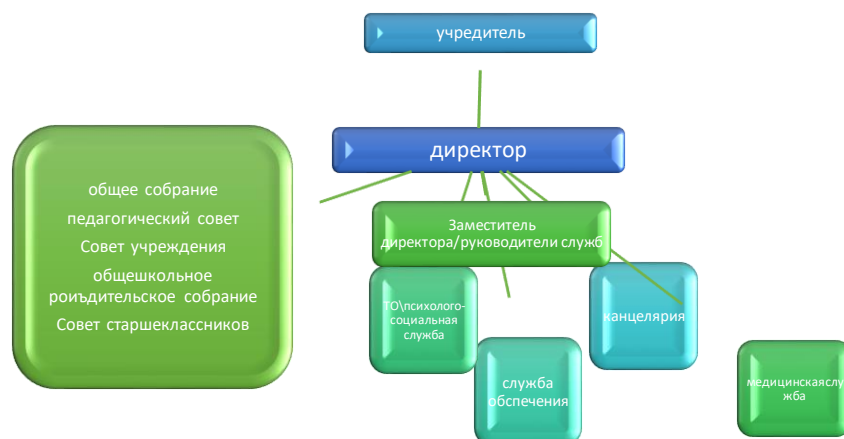 учредитель
директор
общее собрание
педагогический совет
Совет учреждения
общешкольное
роиъдительское собрание
Совет старшеклассников
Заместитель
директора/руководители служб
ТО\психолого-
социальная
служба
канцелярия
служба
обспечения
медицинскаяслу
жба